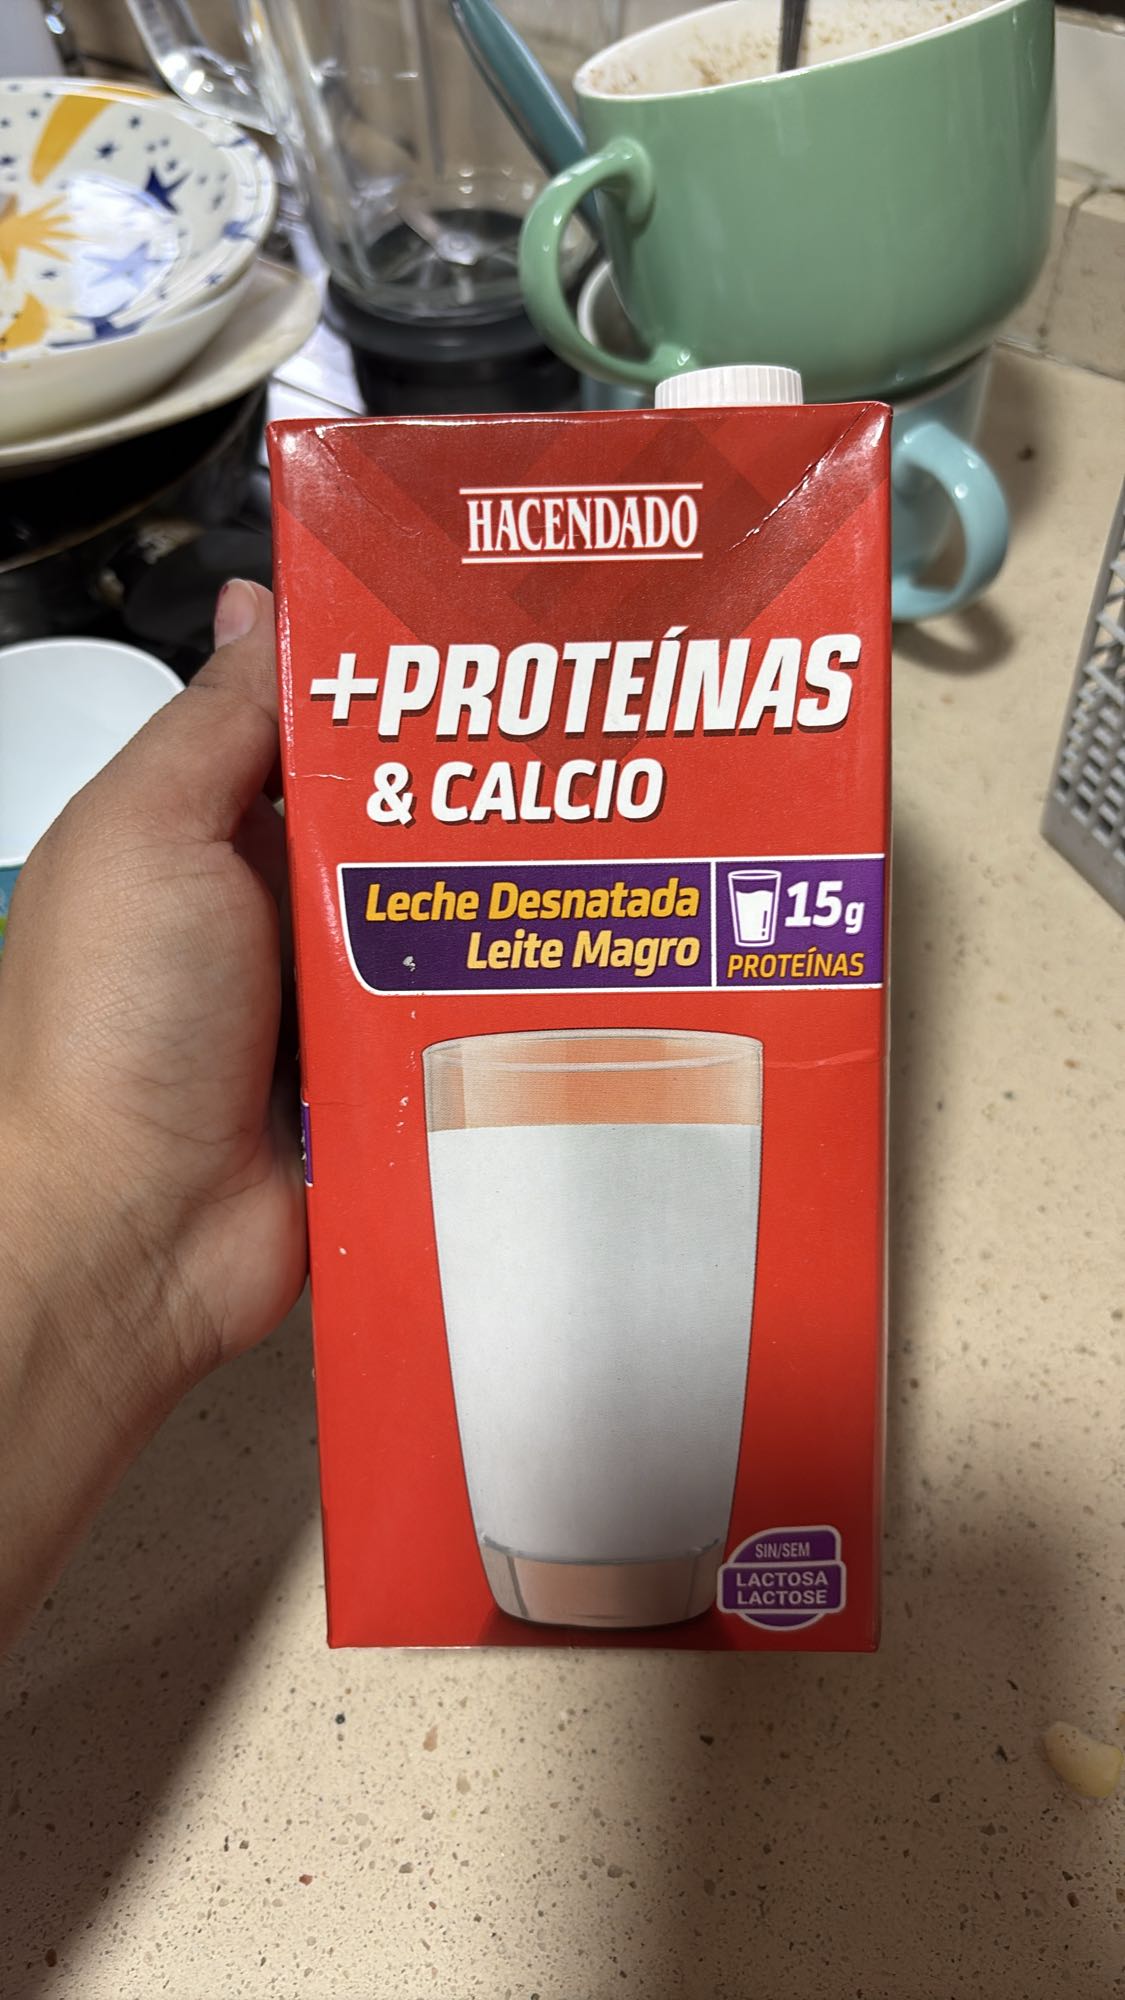 HACENDADO
+PROTEÍNAS
& CALCIO
Leche Desnatada
Leite Magro
15g
PROTEÍNAS
SIN/SEM
LACTOSA
LACTOSE